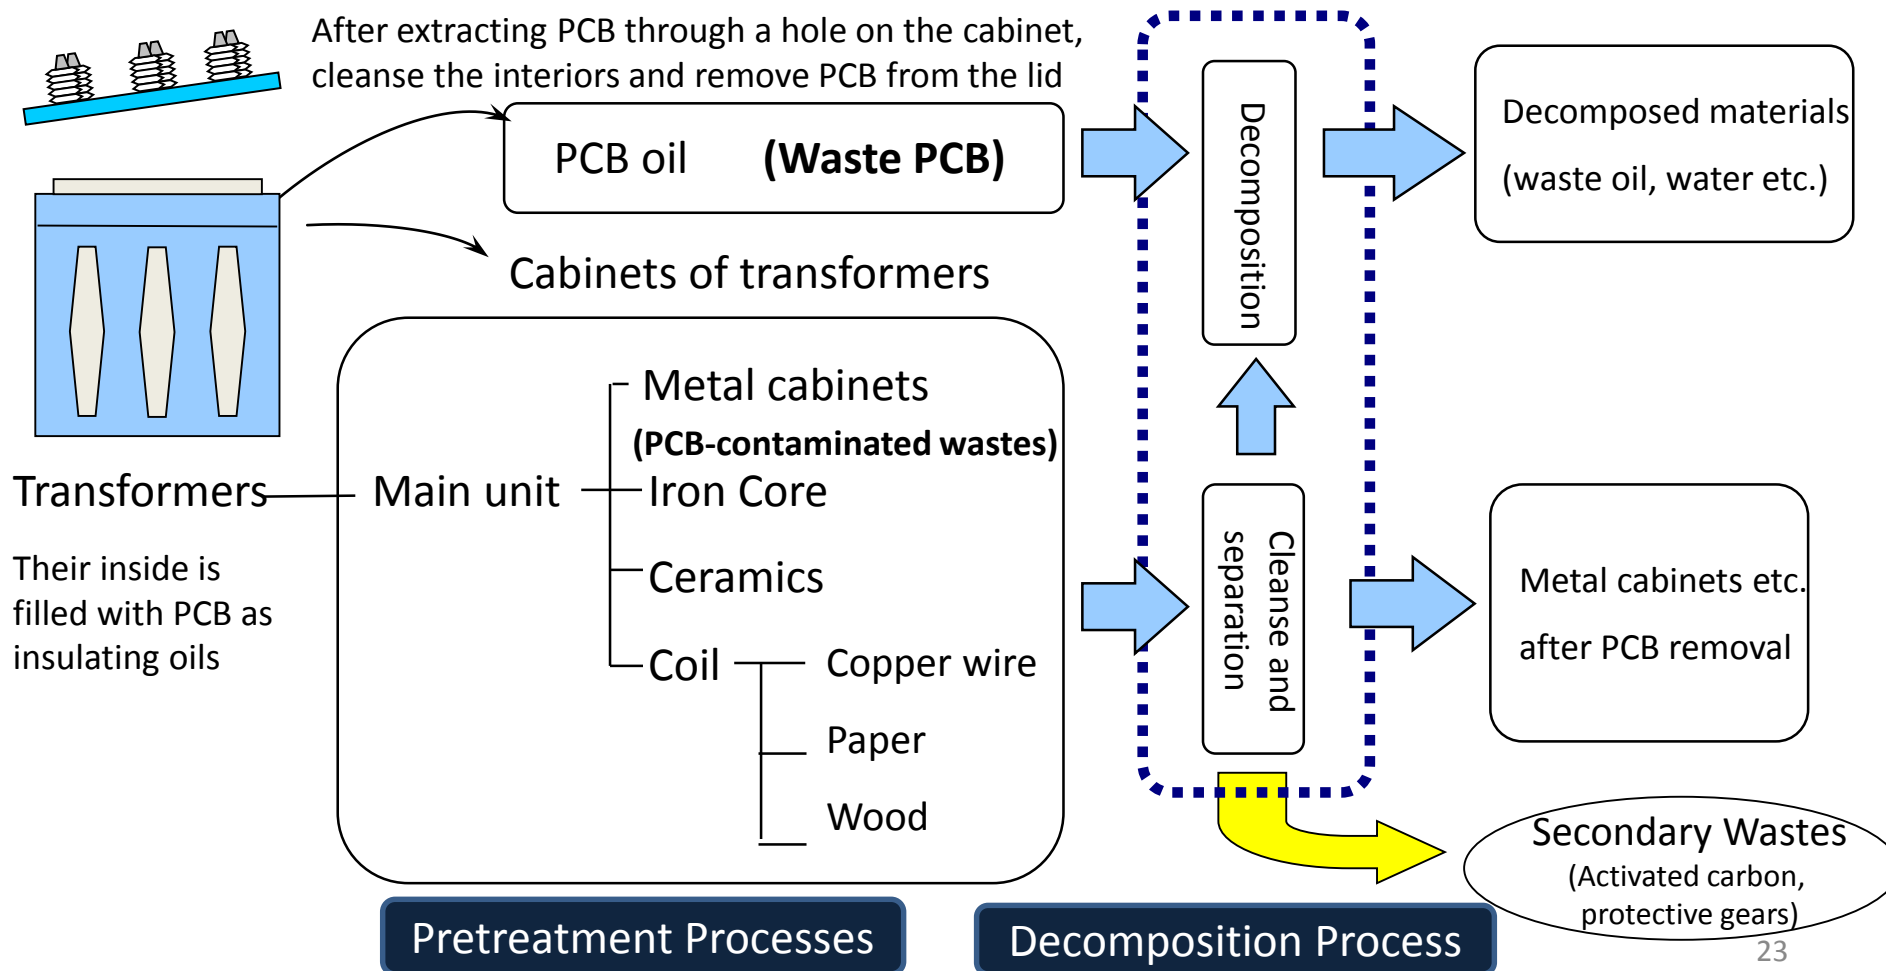 After extracting PCB through a hole on the cabinet,
cleanse the interiors and remove PCB from the lid
PCB oil (Waste PCB)
Cabinets of transformers
Transformers
Their inside is
filled with PCB as
insulating oils
Main unit
Metal cabinets
(PCB-contaminated wastes)
Iron Core
Ceramics
Coil
Copper wire
Paper
Wood
Pretreatment Processes
Decomposition
Cleanse and
separation
Decomposition Process
Decomposed materials
(waste oil, water etc.)
Metal cabinets etc.
after PCB removal
Secondary Wastes
(Activated carbon,
protective gears)
23